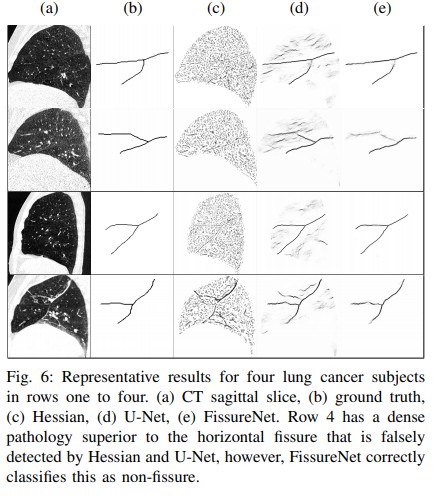 (a) (b) (c) (d) (e)
Fig. 6: Representative results for four lung cancer subjects
in rows one to four. (a) CT sagittal slice, (b) ground truth,
(c) Hessian, (d) U-Net, (e) FissureNet. Row 4 has a dense
pathology superior to the horizontal fissure that is falsely
detected by Hessian and U-Net, however, FissureNet correctly
classifies this as non-fissure.